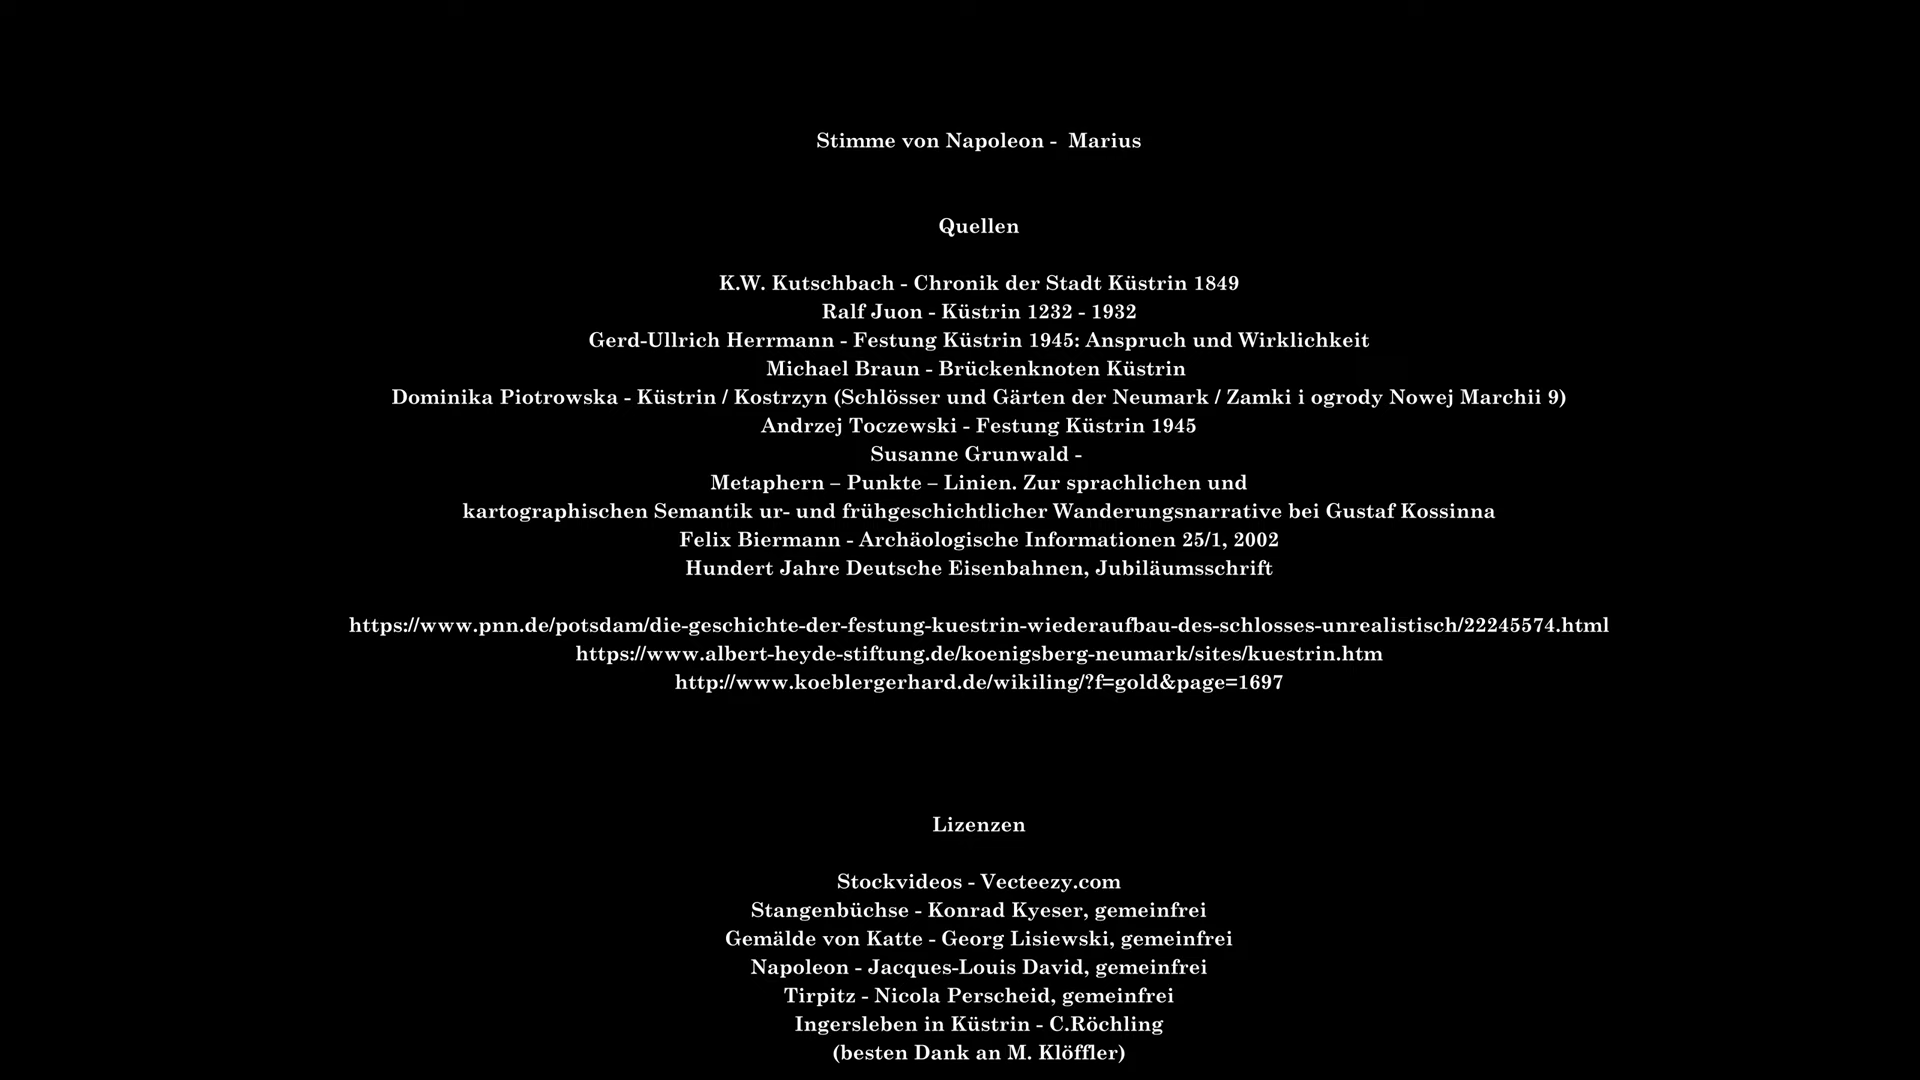 Stimme von Napoleon -  Marius
Quellen
K.W. Kutschbach - Chronik der Stadt Küstrin 1849
Ralf Juon - Küstrin 1232 - 1932
Gerd-Ullrich Herrmann - Festung Küstrin 1945: Anspruch und Wirklichkeit
Michael Braun - Brückenknoten Küstrin
Dominika Piotrowska - Küstrin / Kostrzyn (Schlösser und Gärten der Neumark / Zamki i ogrody Nowej Marchii 9)
Andrzej Toczewski - Festung Küstrin 1945
Susanne Grunwald -
Metaphern – Punkte – Linien. Zur sprachlichen und
kartographischen Semantik ur- und frühgeschichtlicher Wanderungsnarrative bei Gustaf Kossinna
Felix Biermann - Archäologische Informationen 25/1, 2002
Hundert Jahre Deutsche Eisenbahnen, Jubiläumsschrift
https://www.pnn.de/potsdam/die-geschichte-der-festung-kuestrin-wiederaufbau-des-schlosses-unrealistisch/22245574.html
https://www.albert-heyde-stiftung.de/koenigsberg-neumark/sites/kuestrin.htm
http://www.koeblergerhard.de/wikiling/?f=gold&page=1697
Lizenzen
Stockvideos - Vecteezy.com
Stangenbüchse - Konrad Kyeser, gemeinfrei
Gemälde von Katte - Georg Lisiewski, gemeinfrei
Napoleon - Jacques-Louis David, gemeinfrei
Tirpitz - Nicola Perscheid, gemeinfrei
Ingersleben in Küstrin - C.Röchling
(besten Dank an M. Klöffler)